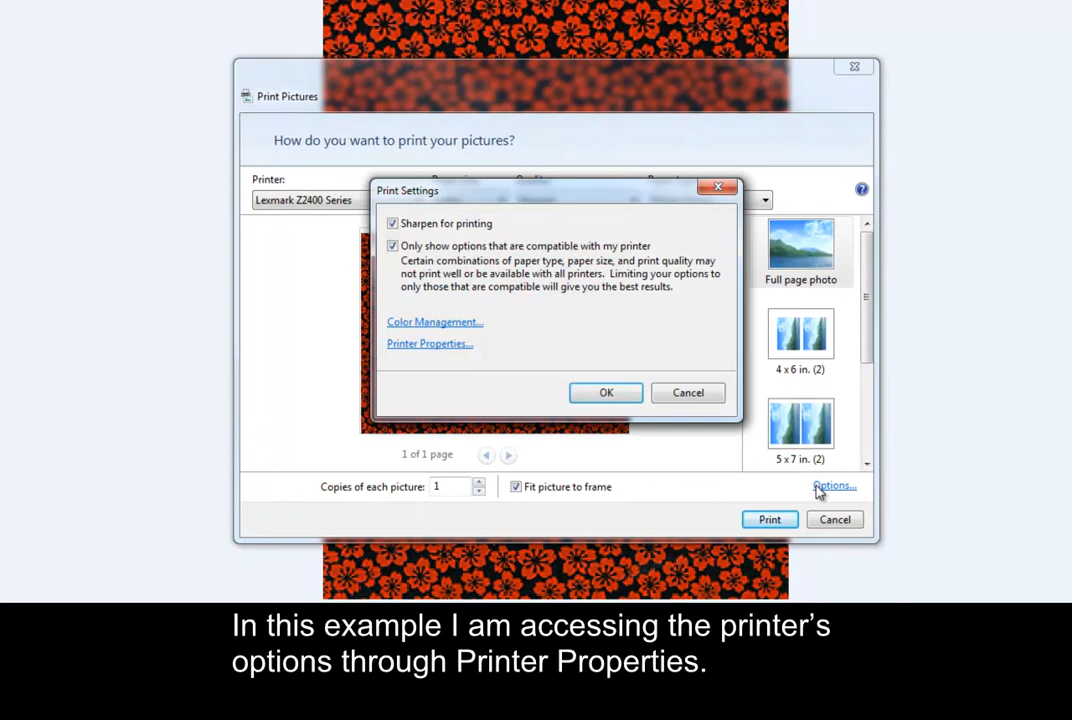 Print Pictures
How do you want to print your pictures?
Printer:
Lexmark Z2400 Series
Print Settings
Sharpen for printing
Only show options that are compatible with my printer
Certain combinations of paper type, paper size, and print quality may
not print well or be available with all printers. Limiting your options to
only those that are compatible will give you the best results.
Color Management...
Printer Properties...
OK Cancel
Full page photo
4 x 6 in. (2)
5 x 7 in. (2)
1 of 1 page
Copies of each picture: 1 Fit picture to frame Options...
Print Cancel
In this example I am accessing the printer’s
options through Printer Properties.